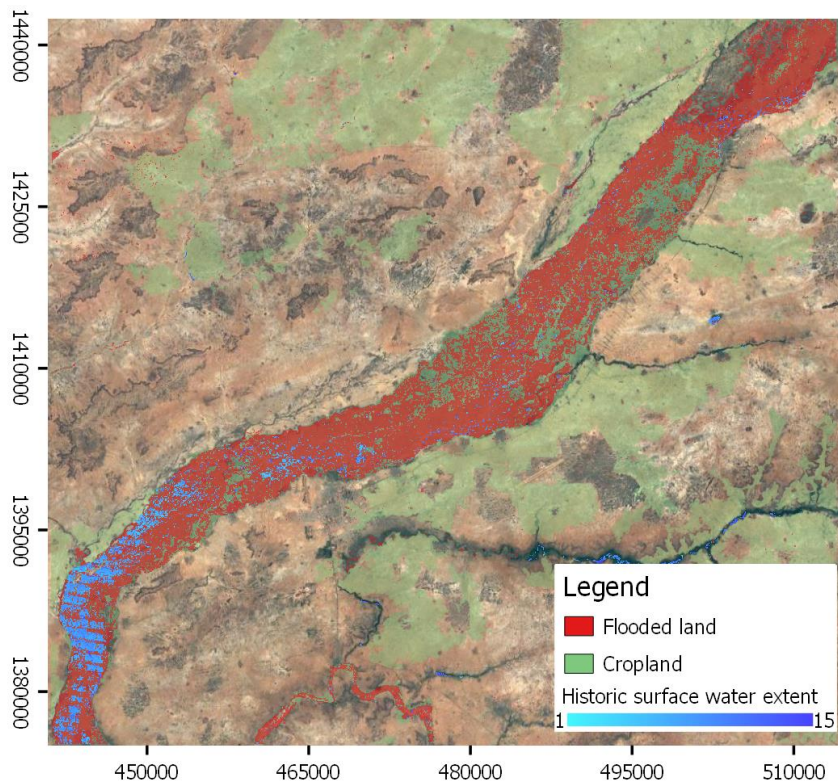 1440000
1425000
1410000
1395000
1380000
Legend
Flooded land
Cropland
Historic surface water extent
1 15
450000 465000 480000 495000 510000